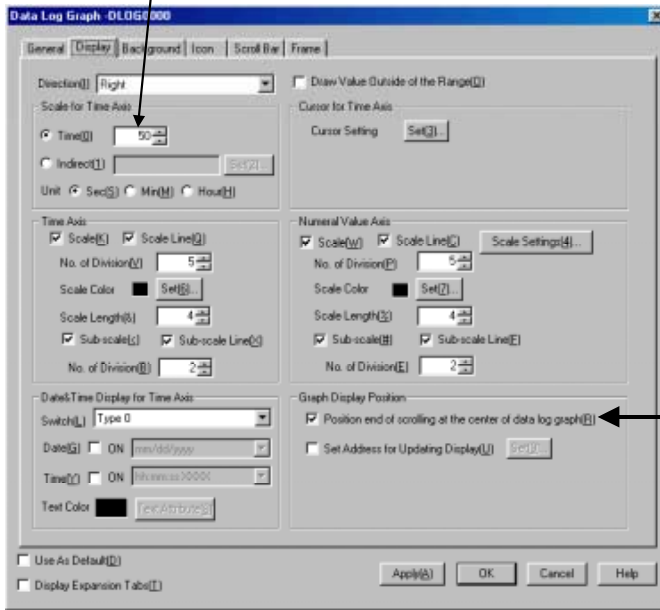 Data Log Graph -DLOG0000
General Display Background Icon Scroll Bar Frame
Direction(I) Right
Draw Value Outside of the Range(O)
Scale for Time Axis
Time(0) 50
Indirect(1) Set(2)...
Unit Sec(S) Min(M) Hour(H)
Cursor for Time Axis
Cursor Setting Set(3)...
Time Axis
Scale(K) Scale Line(Q)
No. of Division(V) 5
Scale Color Set(6)...
Scale Length(&) 4
Sub-scale Sub-scale Line(X)
No. of Division(B) 2
Numeral Value Axis
Scale(W) Scale Line(C) Scale Settings(4)...
No. of Division(P) 5
Scale Color Set(7)...
Scale Length 4
Sub-scale(#) Sub-scale Line(F)
No. of Division(E) 2
Date&Time Display for Time Axis
Switch(L) Type 0
Date(G) ON mm/dd/yyyy
Time(Y) ON hh:mm:ss XXXX
Text Color Text Attribute
Graph Display Position
Position end of scrolling at the center of data log graph(R)
Set Address for Updating Display(U) Set
Use As Default(D)
Display Expansion Tabs(T)
Apply(A) OK Cancel Help